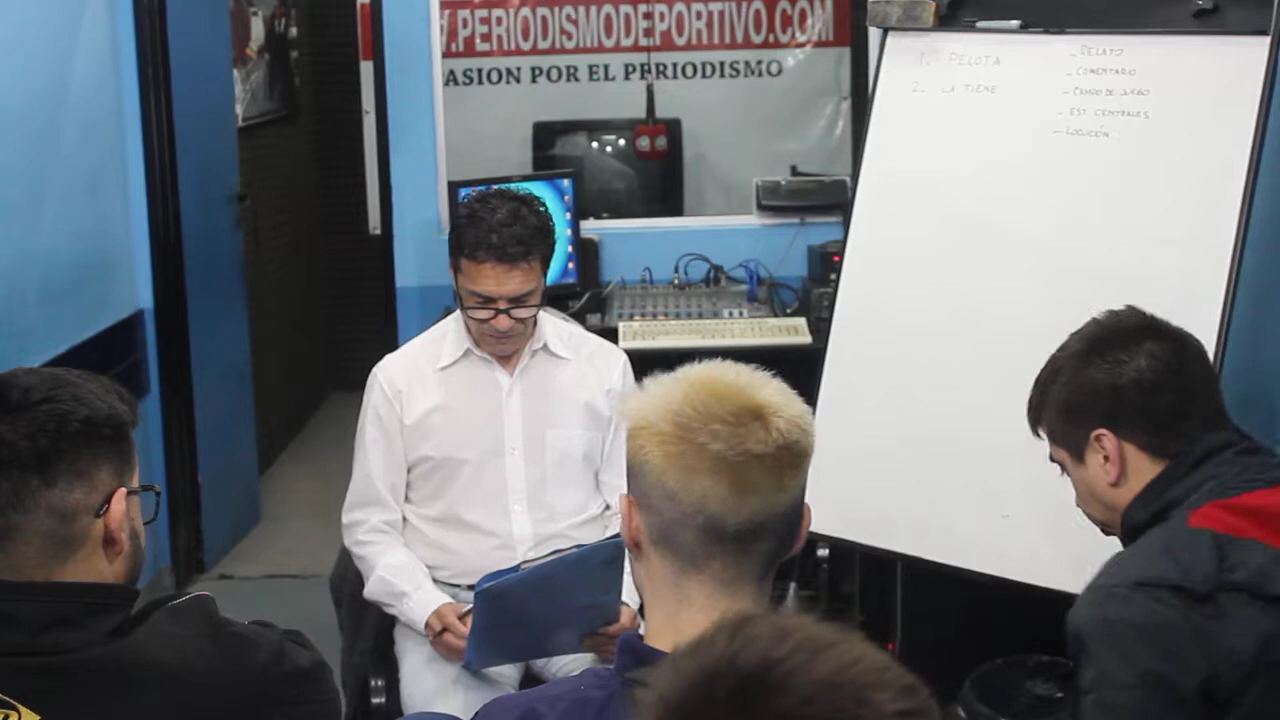 .PERIODISMODEPORTIVO.COM
ASION POR EL PERIODISMO
1. PELOTA
2. LA TIENE
- RELATO
- COMENTARIO
- CAMPO DE JUEGO
- EST. CENTRALES
- LOCUCIÓN